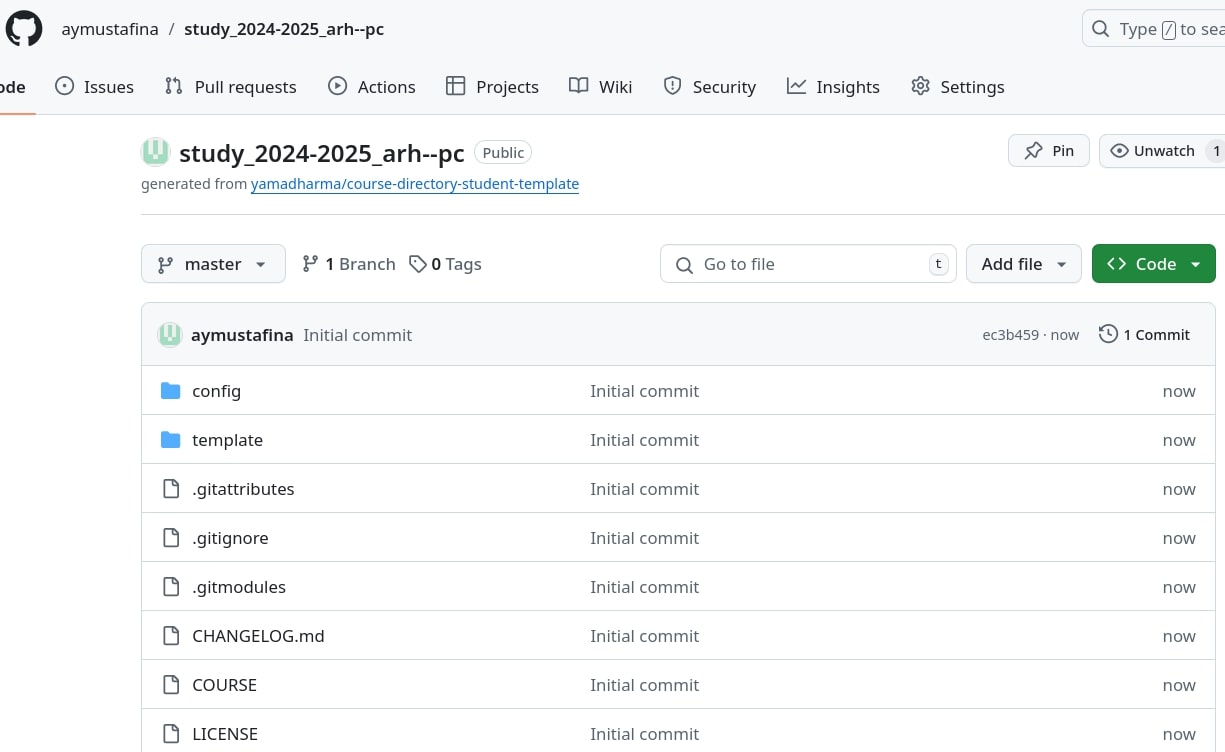 aymustafina / study_2024-2025_arh--pc
Type / to sea
ode Issues Pull requests Actions Projects Wiki Security Insights Settings
study_2024-2025_arh--pc Public
Pin Unwatch 1
generated from yamadharma/course-directory-student-template
master 1 Branch 0 Tags Go to file t Add file Code
aymustafina Initial commit ec3b459 · now 1 Commit
config Initial commit now
template Initial commit now
.gitattributes Initial commit now
.gitignore Initial commit now
.gitmodules Initial commit now
CHANGELOG.md Initial commit now
COURSE Initial commit now
LICENSE Initial commit now